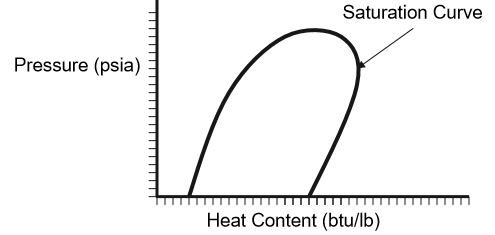 Saturation Curve
Pressure (psia)
Heat Content (btu/lb)